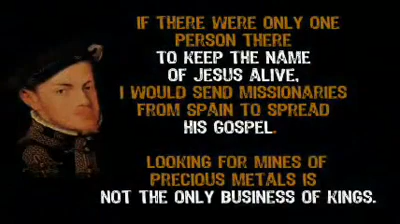 IF THERE WERE ONLY ONE
PERSON THERE
TO KEEP THE NAME
OF JESUS ALIVE,
I WOULD SEND MISSIONARIES
FROM SPAIN TO SPREAD
HIS GOSPEL.
LOOKING FOR MINES OF
PRECIOUS METALS IS
NOT THE ONLY BUSINESS OF KINGS.